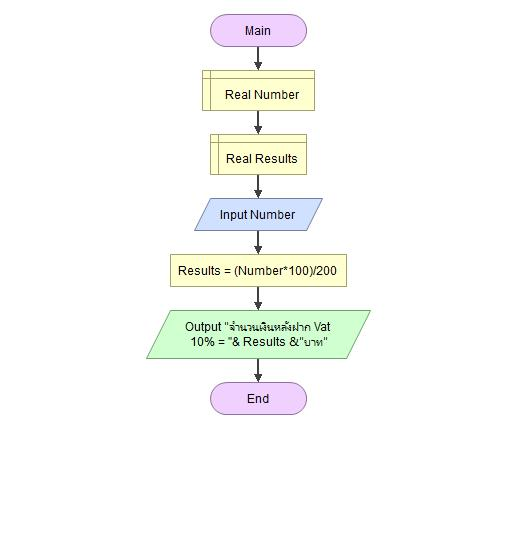 Main
Real Number
Real Results
Input Number
Results = (Number*100)/200
Output "จำนวนเงินหลังฝาก Vat
10% = "& Results &"บาท"
End